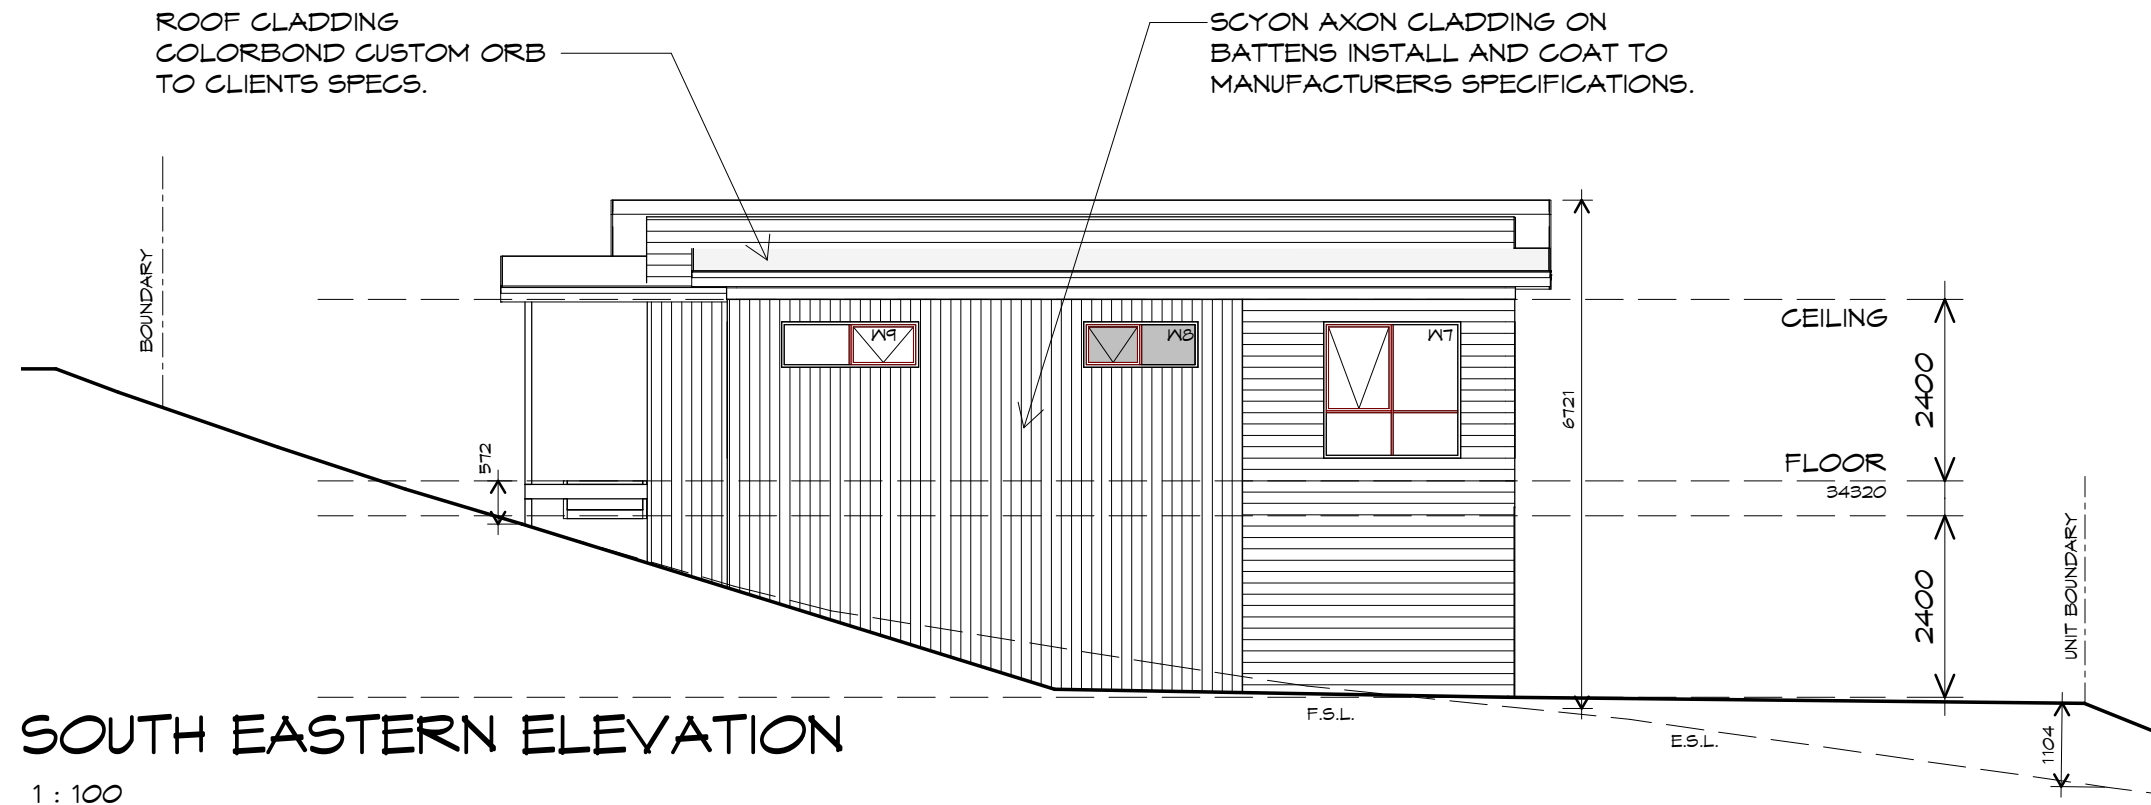 ROOF CLADDING
COLORBOND CUSTOM ORB
TO CLIENTS SPECS.
SCYON AXON CLADDING ON
BATTENS INSTALL AND COAT TO
MANUFACTURERS SPECIFICATIONS.
BOUNDARY
W9
W8
W7
CEILING
2400
6721
572
FLOOR
34320
2400
UNIT BOUNDARY
F.S.L.
E.S.L.
1104
SOUTH EASTERN ELEVATION
1 : 100